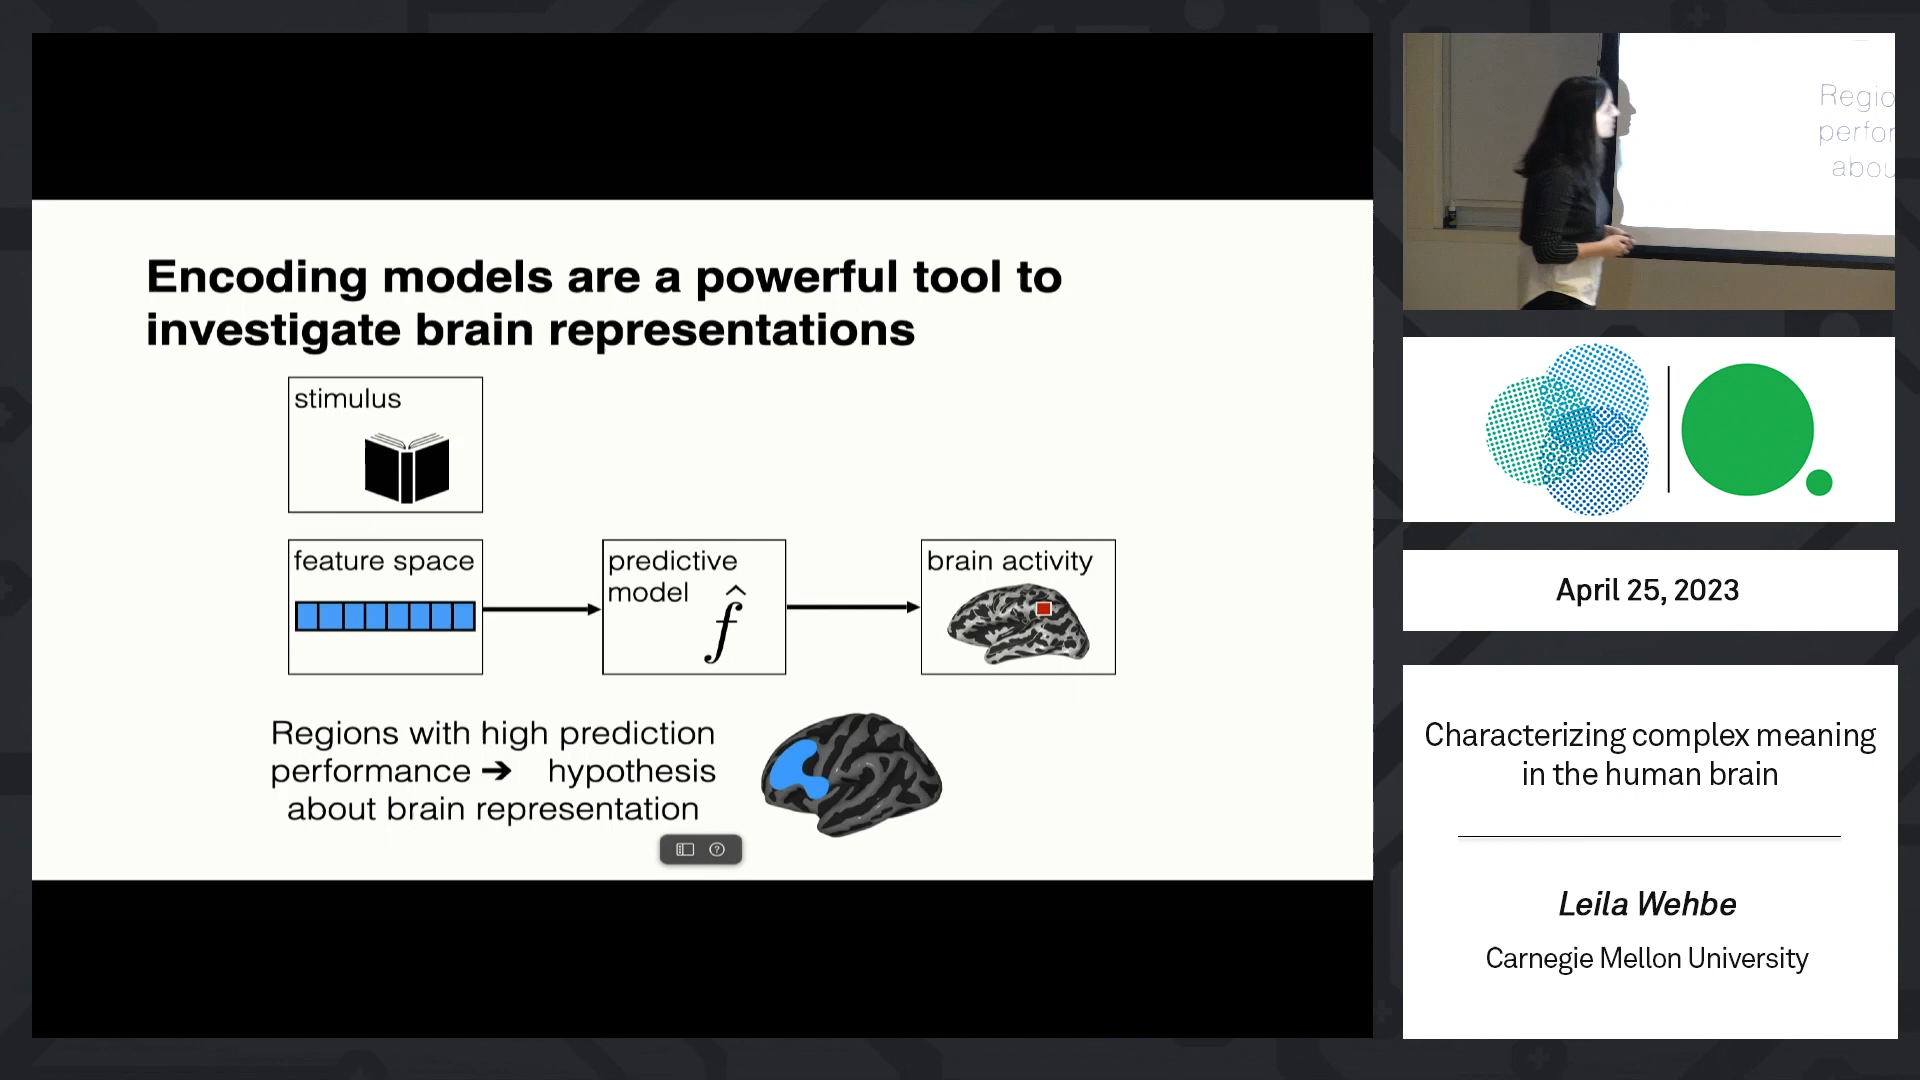 Encoding models are a powerful tool to
investigate brain representations
stimulus
feature space
predictive
model
f̂
brain activity
Regions with high prediction
performance ➔ hypothesis
about brain representation
Regio
perfor
abou
April 25, 2023
Characterizing complex meaning
in the human brain
Leila Wehbe
Carnegie Mellon University